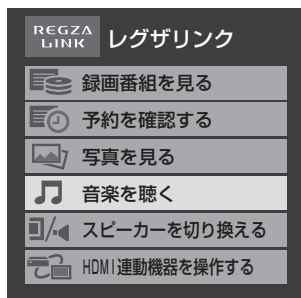 REGZA
LINK
レグザリンク
録画番組を見る
予約を確認する
写真を見る
音楽を聴く
スピーカーを切り換える
HDMI連動機器を操作する